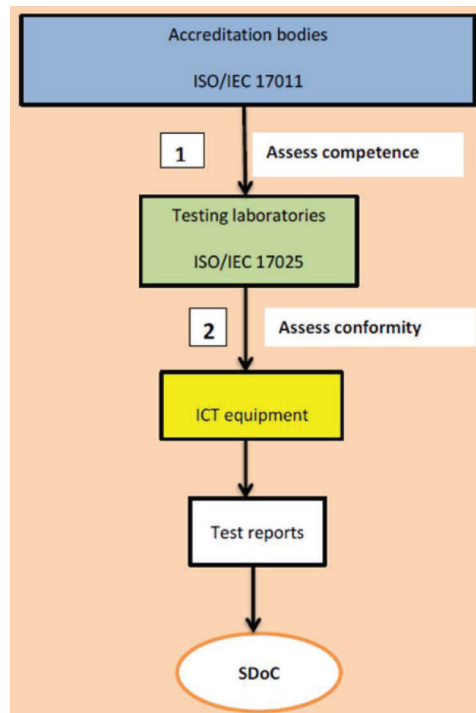 Accreditation bodies
ISO/IEC 17011
1
Assess competence
Testing laboratories
ISO/IEC 17025
2
Assess conformity
ICT equipment
Test reports
SDoC